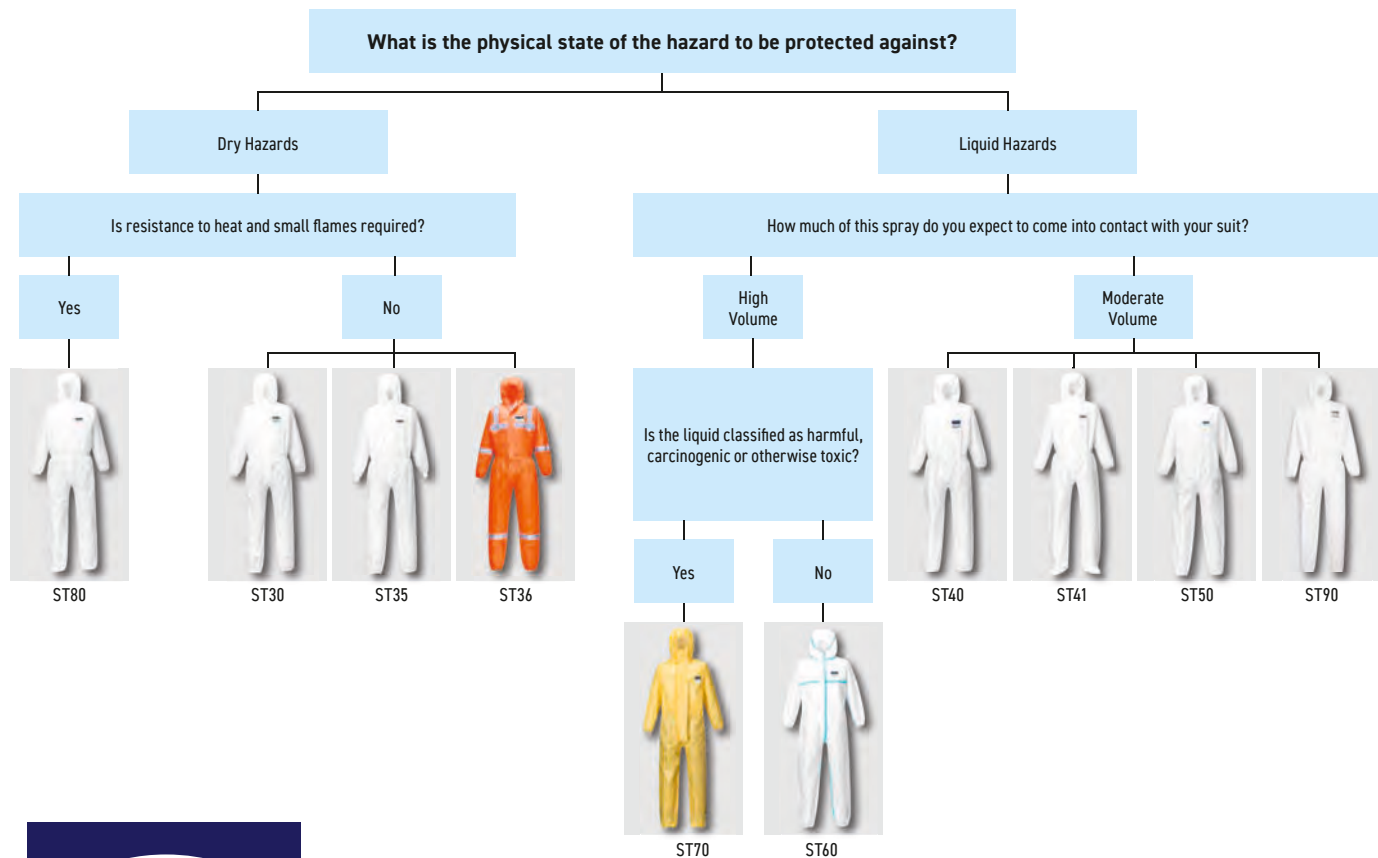 What is the physical state of the hazard to be protected against?
Dry Hazards
Liquid Hazards
Is resistance to heat and small flames required?
How much of this spray do you expect to come into contact with your suit?
Yes
No
High
Volume
Moderate
Volume
Is the liquid classified as harmful,
carcinogenic or otherwise toxic?
ST80
ST30
ST35
ST36
ST40
ST41
ST50
ST90
Yes
No
ST70
ST60